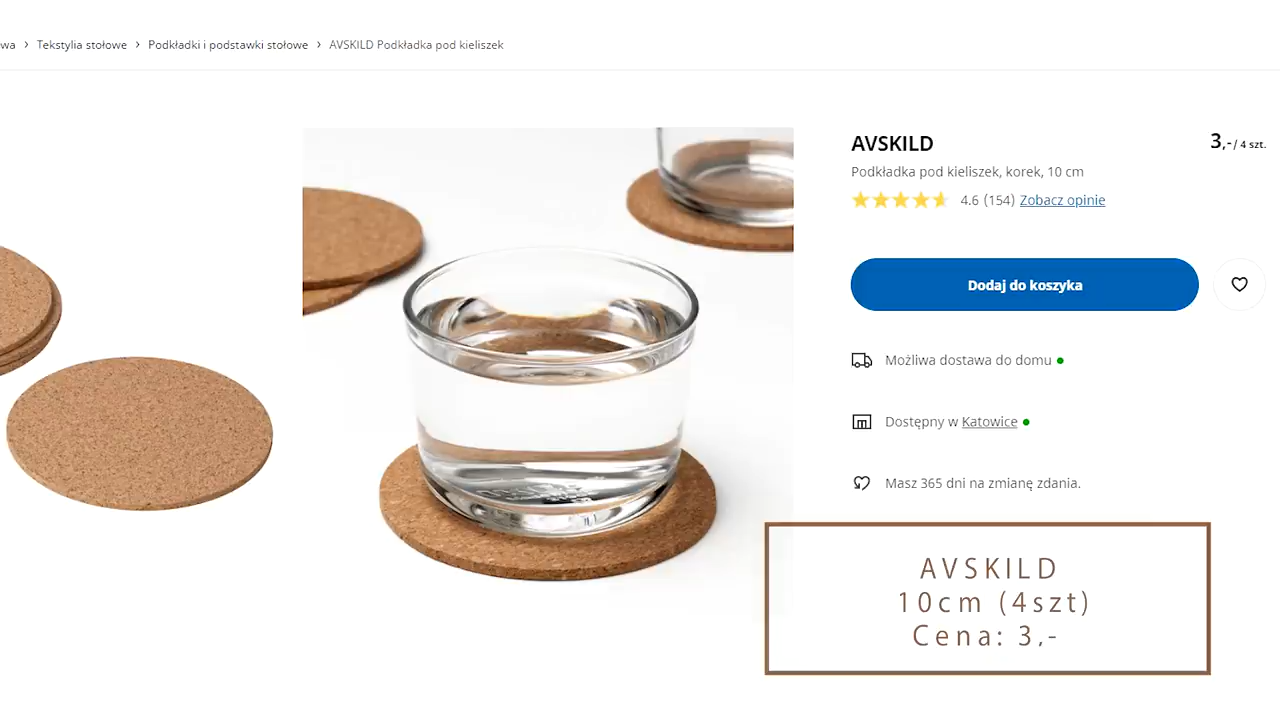 wa › Tekstylia stołowe › Podkładki i podstawki stołowe › AVSKILD Podkładka pod kieliszek
AVSKILD
3,-/ 4 szt.
Podkładka pod kieliszek, korek, 10 cm
4.6 (154) Zobacz opinie
Dodaj do koszyka
Możliwa dostawa do domu
Dostępny w Katowice
Masz 365 dni na zmianę zdania.
AVSKILD
10cm (4szt)
Cena: 3,-